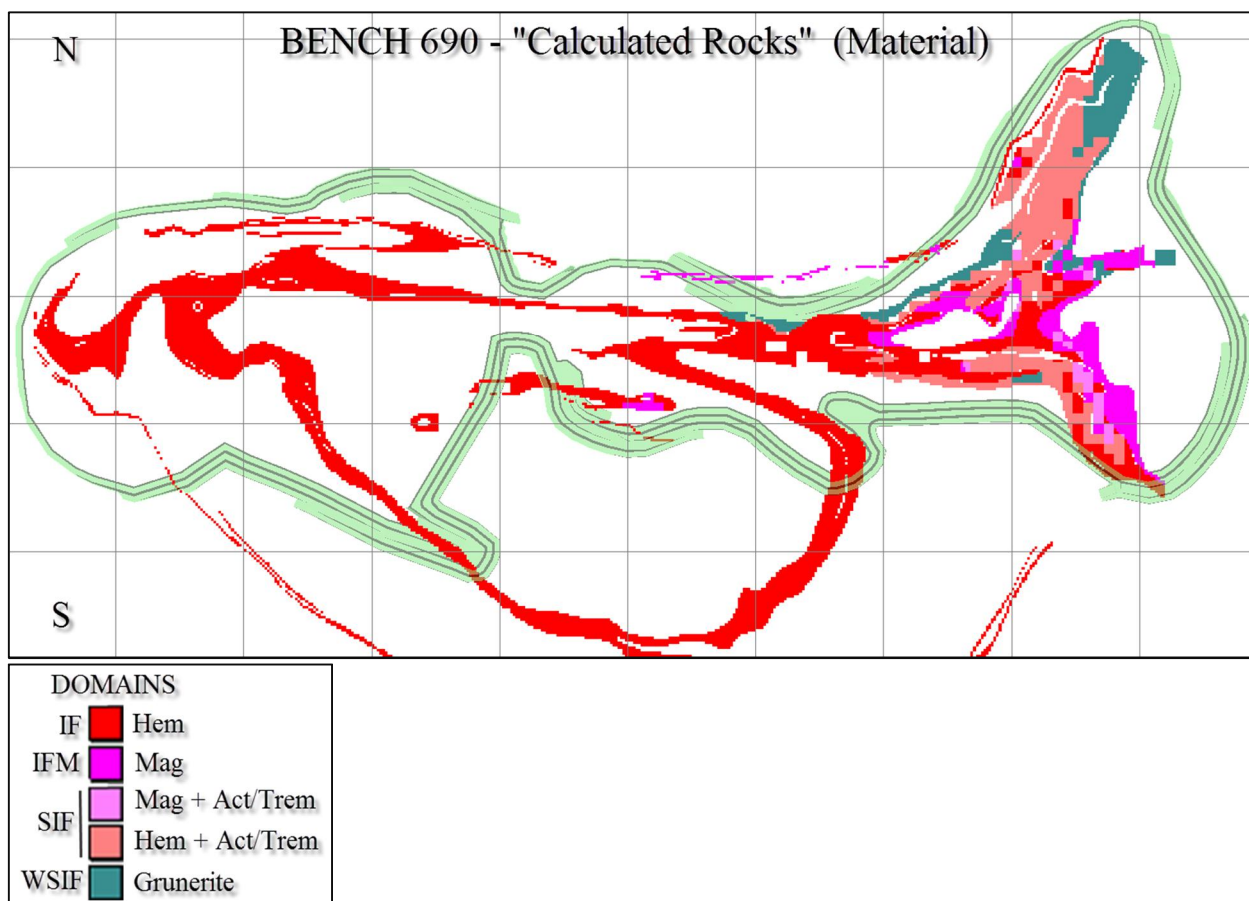 N
BENCH 690 - "Calculated Rocks" (Material)
S
DOMAINS
IF Hem
IFM Mag
SIF Mag + Act/Trem
Hem + Act/Trem
WSIF Grunerite